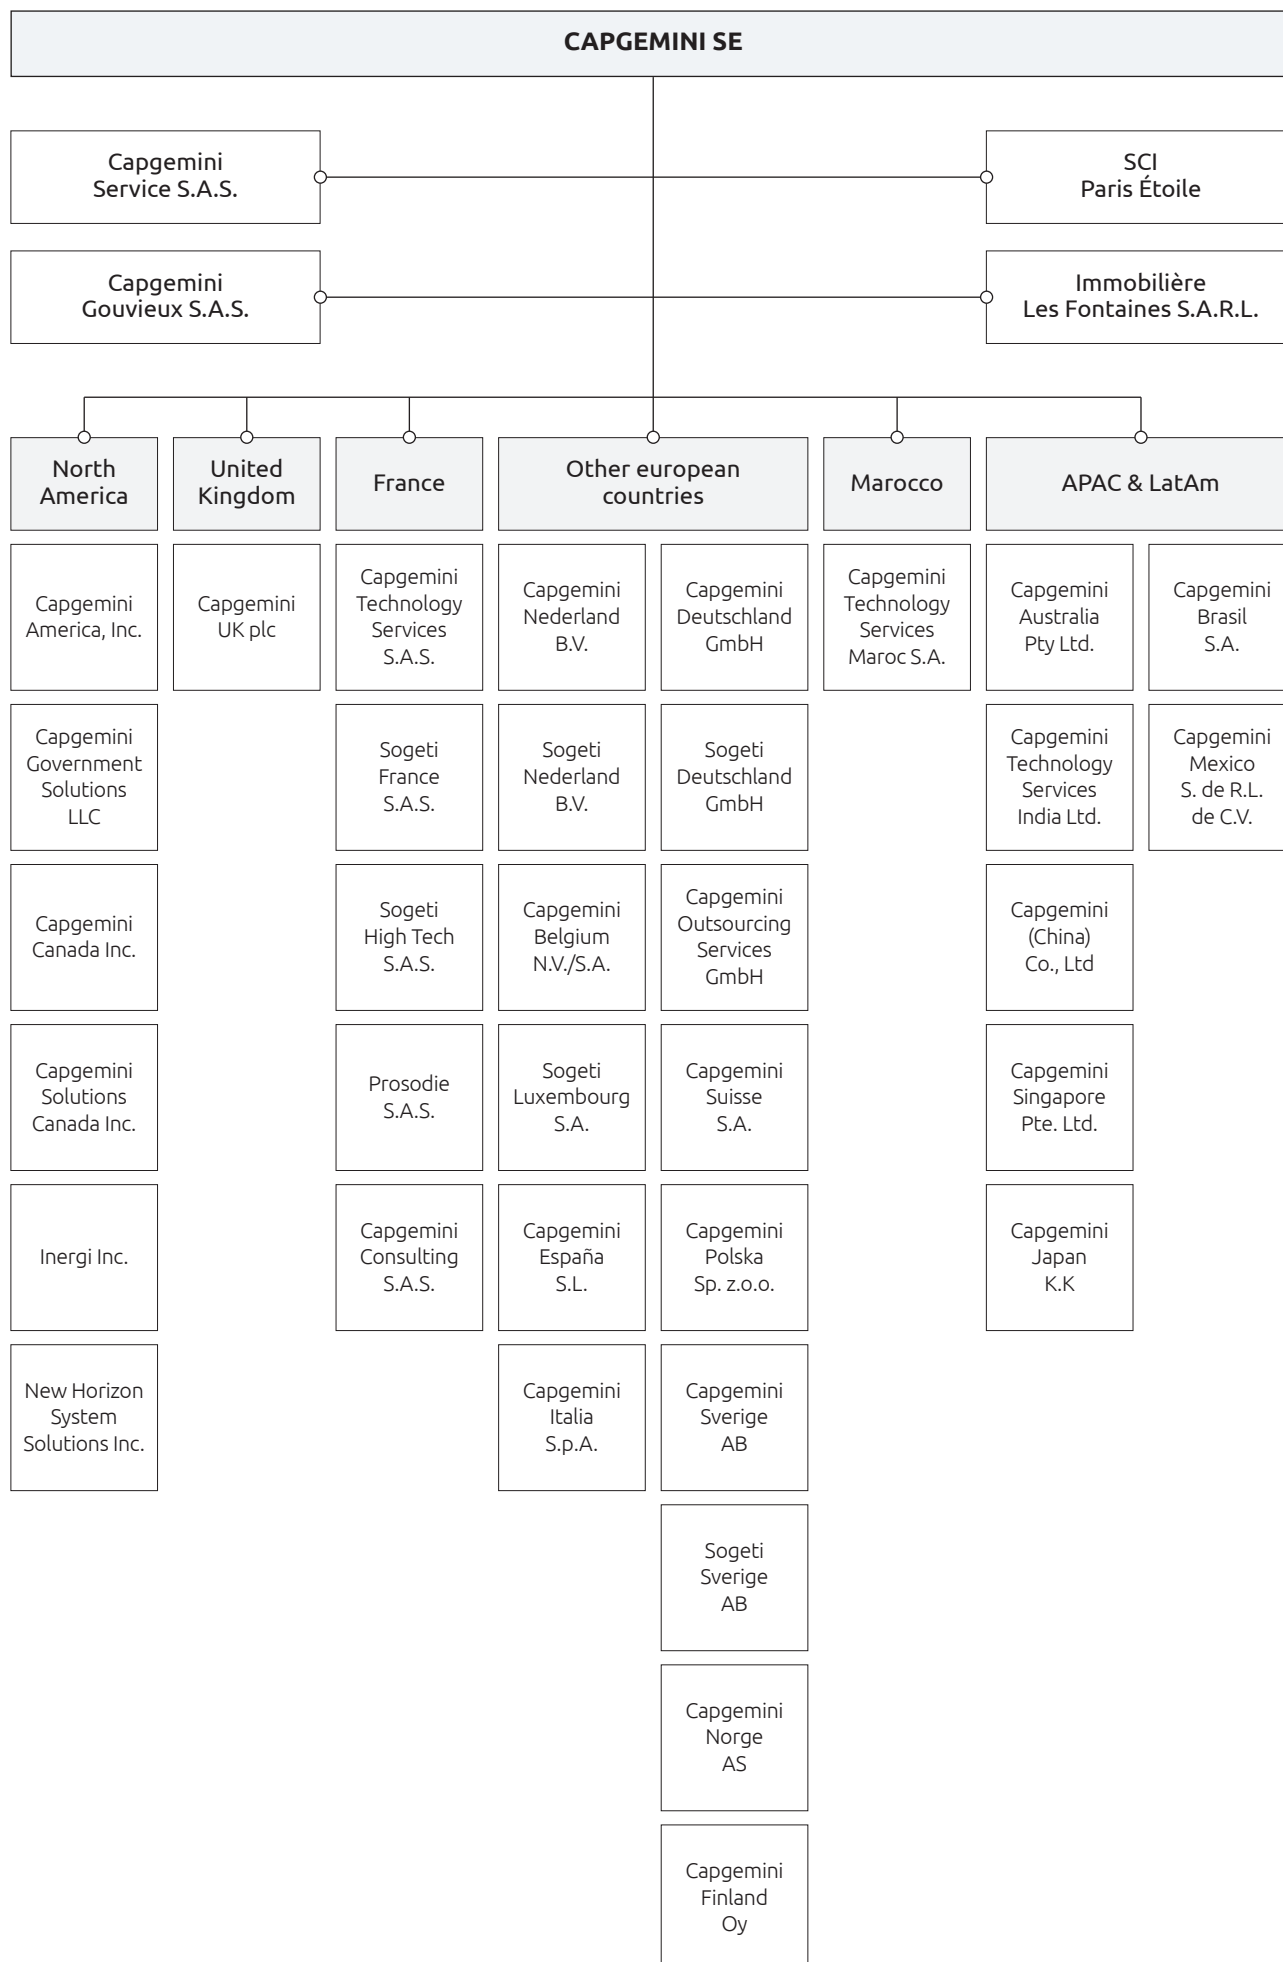 CAPGEMINI SE
Capgemini
Service S.A.S.
SCI
Paris Étoile
Capgemini
Gouvieux S.A.S.
Immobilière
Les Fontaines S.A.R.L.
North
America
United
Kingdom
France
Other european
countries
Marocco
APAC & LatAm
Capgemini
America, Inc.
Capgemini
UK plc
Capgemini
Technology
Services
S.A.S.
Capgemini
Nederland
B.V.
Capgemini
Deutschland
GmbH
Capgemini
Technology
Services
Maroc S.A.
Capgemini
Australia
Pty Ltd.
Capgemini
Brasil
S.A.
Capgemini
Government
Solutions
LLC
Sogeti
France
S.A.S.
Sogeti
Nederland
B.V.
Sogeti
Deutschland
GmbH
Capgemini
Technology
Services
India Ltd.
Capgemini
Mexico
S. de R.L.
de C.V.
Capgemini
Canada Inc.
Sogeti
High Tech
S.A.S.
Capgemini
Belgium
N.V./S.A.
Capgemini
Outsourcing
Services
GmbH
Capgemini
(China)
Co., Ltd
Capgemini
Solutions
Canada Inc.
Prosodie
S.A.S.
Sogeti
Luxembourg
S.A.
Capgemini
Suisse
S.A.
Capgemini
Singapore
Pte. Ltd.
Inergi Inc.
Capgemini
Consulting
S.A.S.
Capgemini
España
S.L.
Capgemini
Polska
Sp. z.o.o.
Capgemini
Japan
K.K
New Horizon
System
Solutions Inc.
Capgemini
Italia
S.p.A.
Capgemini
Sverige
AB
Sogeti
Sverige
AB
Capgemini
Norge
AS
Capgemini
Finland
Oy